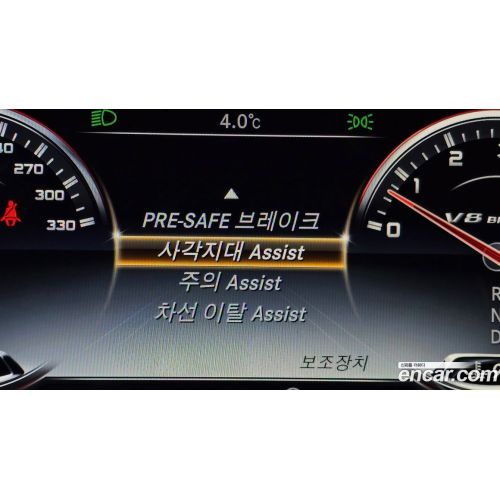 4.0°C
240
270
300
330
PRE-SAFE 브레이크
사각지대 Assist
주의 Assist
차선 이탈 Assist
보조장치
0
1
2
V8
R
N
D
E
encar.com